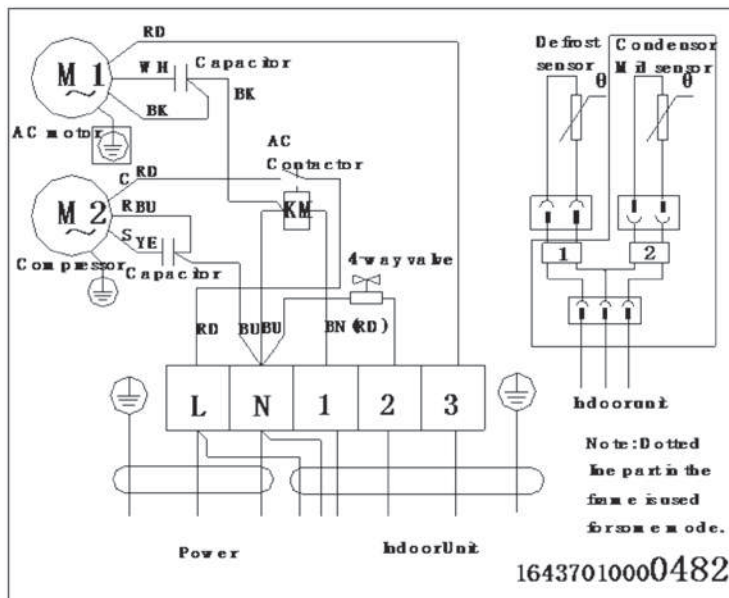 RD
M 1
WH
Capacitor
BK
BK
AC motor
AC
Contactor
C RD
M 2
R BU
S YE
KM
Compressor
Capacitor
4-way valve
RD
BU
BU
BN (RD)
L
N
1
2
3
Power
Indoor Unit
Defrost
sensor
Condensor
Mid sensor
θ
θ
1
2
Indoor unit
Note: Dotted
line part in the
frame is used
for some mode.
16437010000482